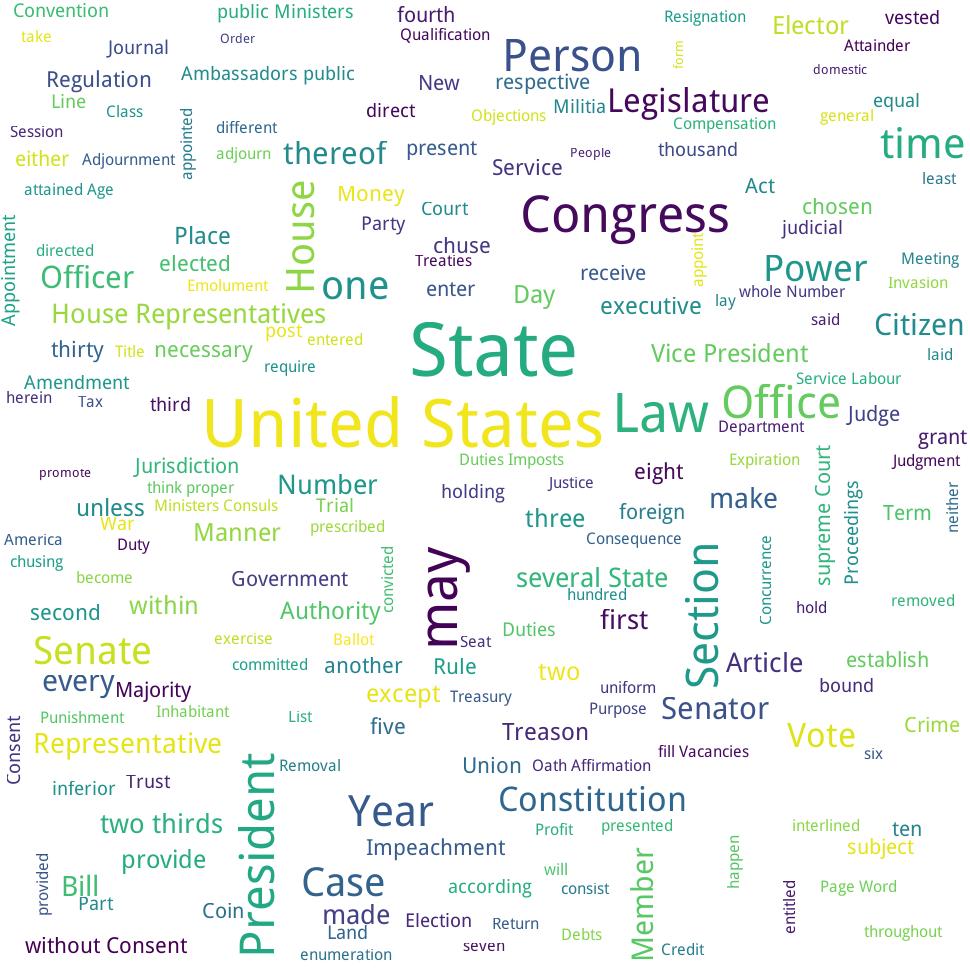 Convention
public Ministers
fourth
Resignation
Elector
vested
take
Journal
Order
Qualification
Person
form
Attainder
Regulation
Ambassadors public
New
respective
domestic
Line
Class
appointed
direct
Objections
Militia
Legislature
Compensation
general
equal
Session
different
time
either
Adjournment
adjourn
thereof
present
Service
People
thousand
attained Age
least
Appointment
House
Money
Court
Act
chosen
Party
Congress
judicial
directed
Place
chuse
Treaties
appoint
Meeting
Officer
elected
Emolument
one
enter
receive
Power
Invasion
Day
whole Number
House Representatives
executive
lay
said
Citizen
post
entered
State
thirty
Title
necessary
Vice President
laid
require
Amendment
Service Labour
herein
Tax
third
United States
Law
Office
Judge
Department
grant
promote
Jurisdiction
Duties Imposts
eight
Expiration
Judgment
think proper
Number
holding
Justice
supreme Court
Proceedings
neither
unless
Ministers Consuls
Trial
make
War
Manner
prescribed
three
foreign
Term
America
Duty
Consequence
chusing
become
Government
convicted
may
several State
hundred
Section
Concurrence
second
within
Authority
first
hold
removed
Senate
exercise
Ballot
Seat
Duties
every
Majority
committed
another
Rule
two
Article
establish
except
Treasury
uniform
bound
Consent
Punishment
Inhabitant
List
five
Purpose
Senator
Representative
Treason
fill Vacancies
Vote
six
Crime
inferior
Trust
President
Removal
Union
Oath Affirmation
two thirds
Year
Constitution
Profit
presented
interlined
ten
provide
Impeachment
subject
provided
Bill
Part
Case
according
will
consist
Member
happen
entitled
Page Word
Coin
made
Land
Election
Return
Debts
throughout
without Consent
enumeration
seven
Credit